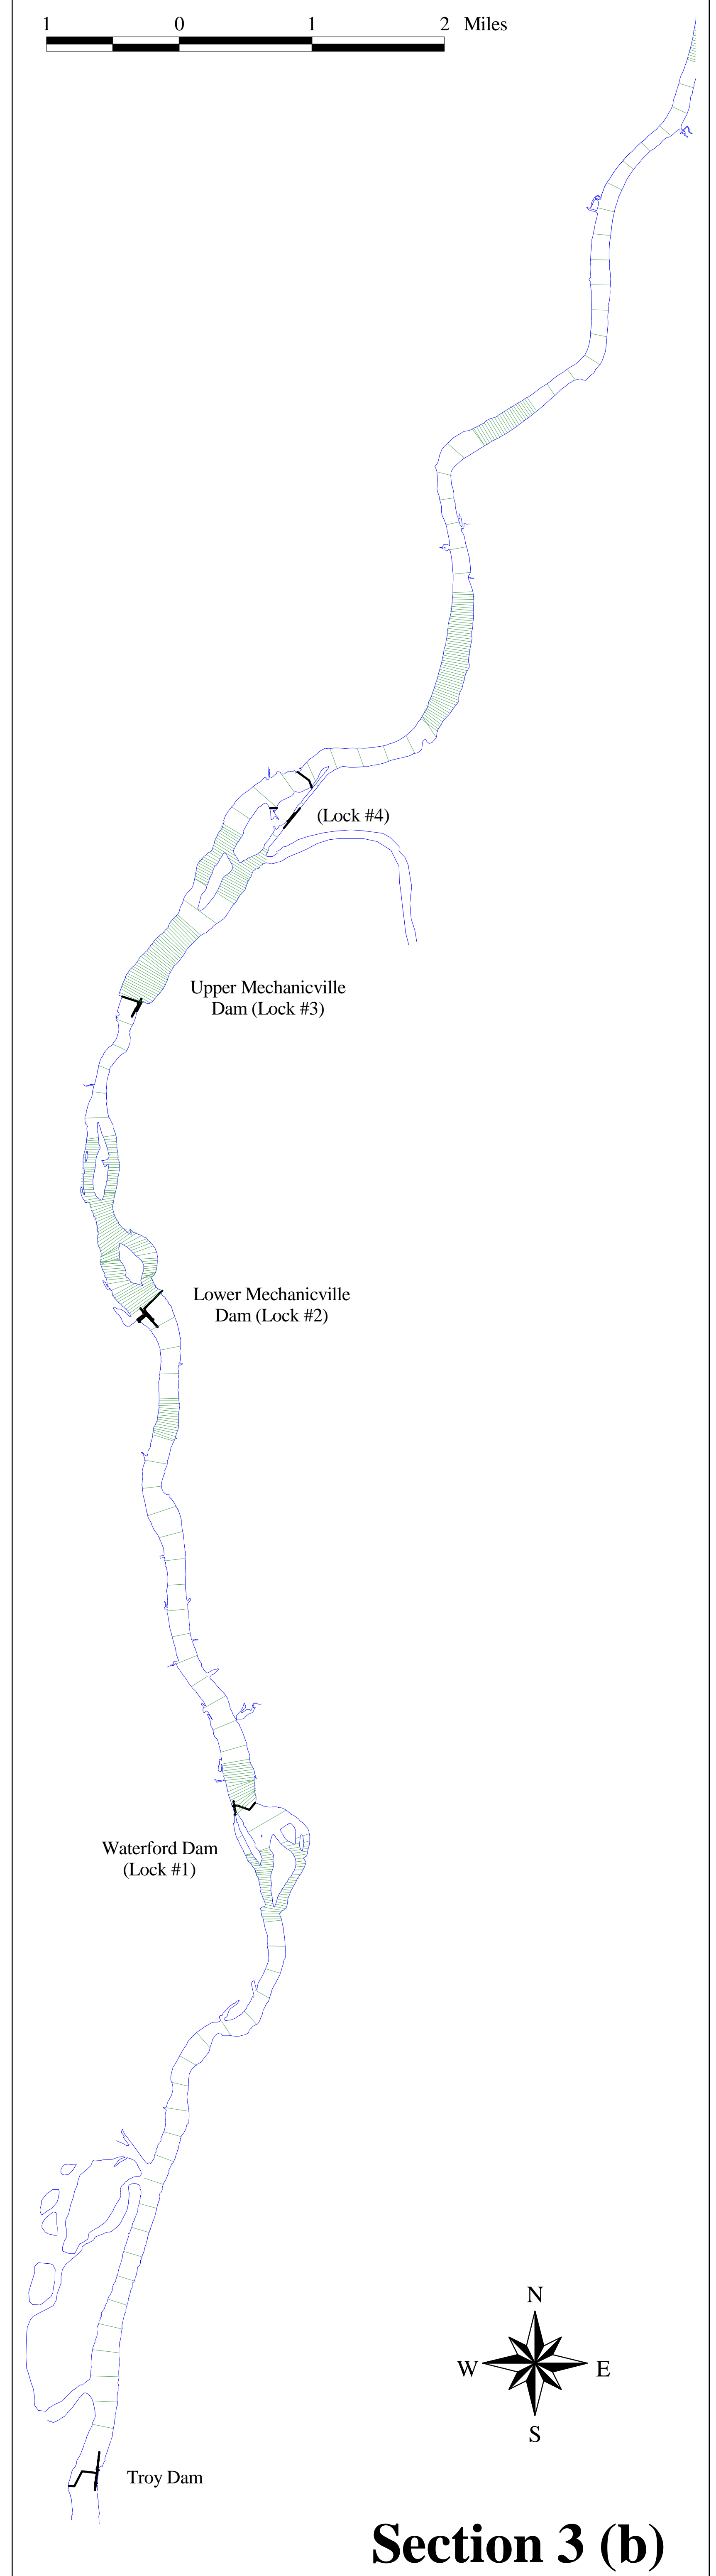 1 0 1 2 Miles
(Lock #4)
Upper Mechanicville
Dam (Lock #3)
Lower Mechanicville
Dam (Lock #2)
Waterford Dam
(Lock #1)
N
W E
S
Troy Dam
Section 3 (b)